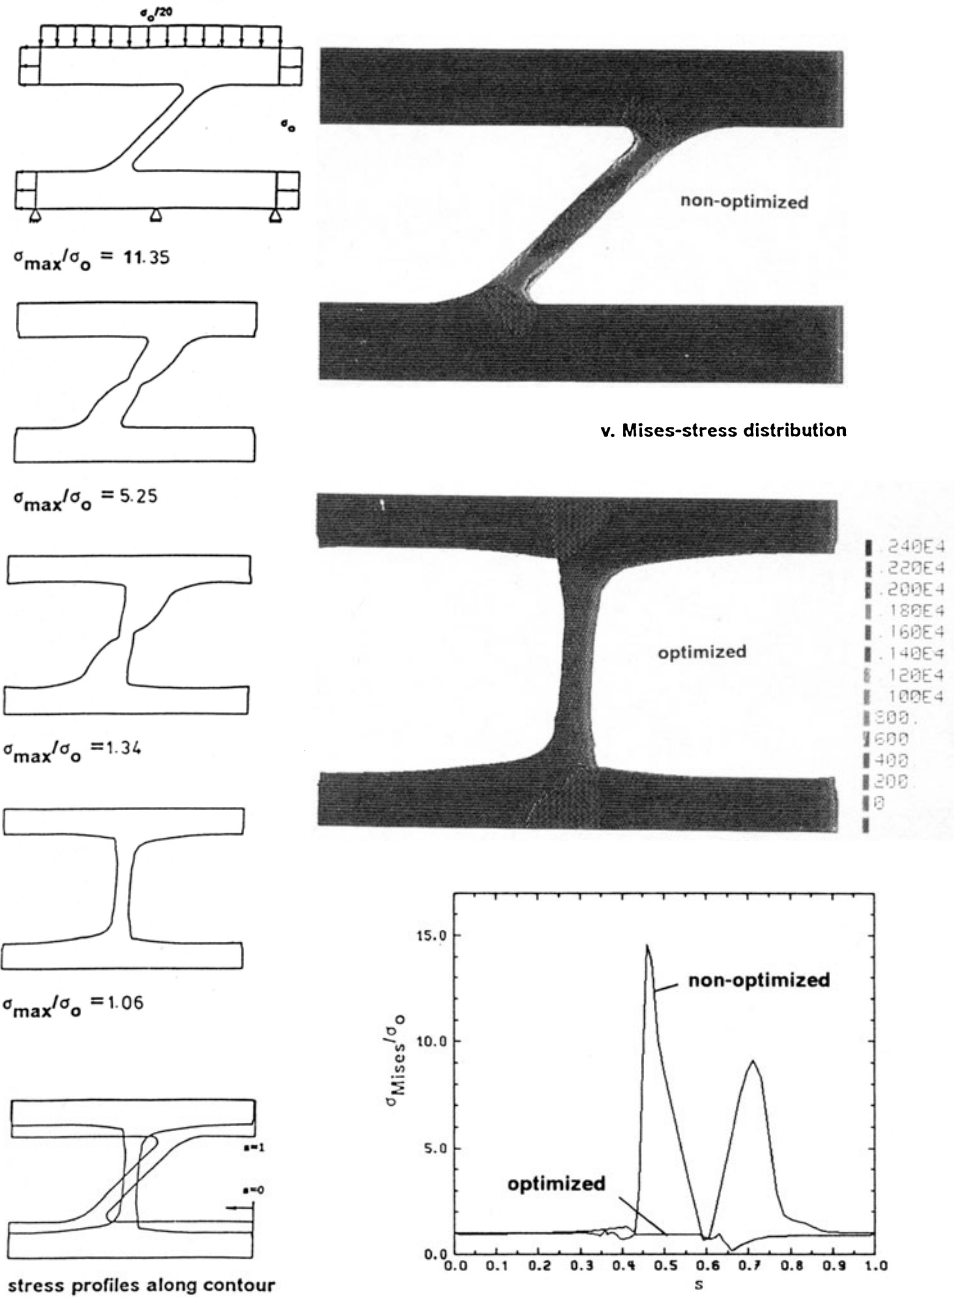 σo/20
σo
σmax/σo = 11.35
σmax/σo = 5.25
σmax/σo = 1.34
σmax/σo = 1.06
s=1
s=0
stress profiles along contour
non-optimized
v. Mises-stress distribution
optimized
.240E4
.220E4
.200E4
.180E4
.160E4
.140E4
.120E4
.100E4
800.
600
400
200.
0
15.0
10.0
5.0
0.0
σMises/σo
non-optimized
optimized
0.0 0.1 0.2 0.3 0.4 0.5 0.6 0.7 0.8 0.9 1.0
s